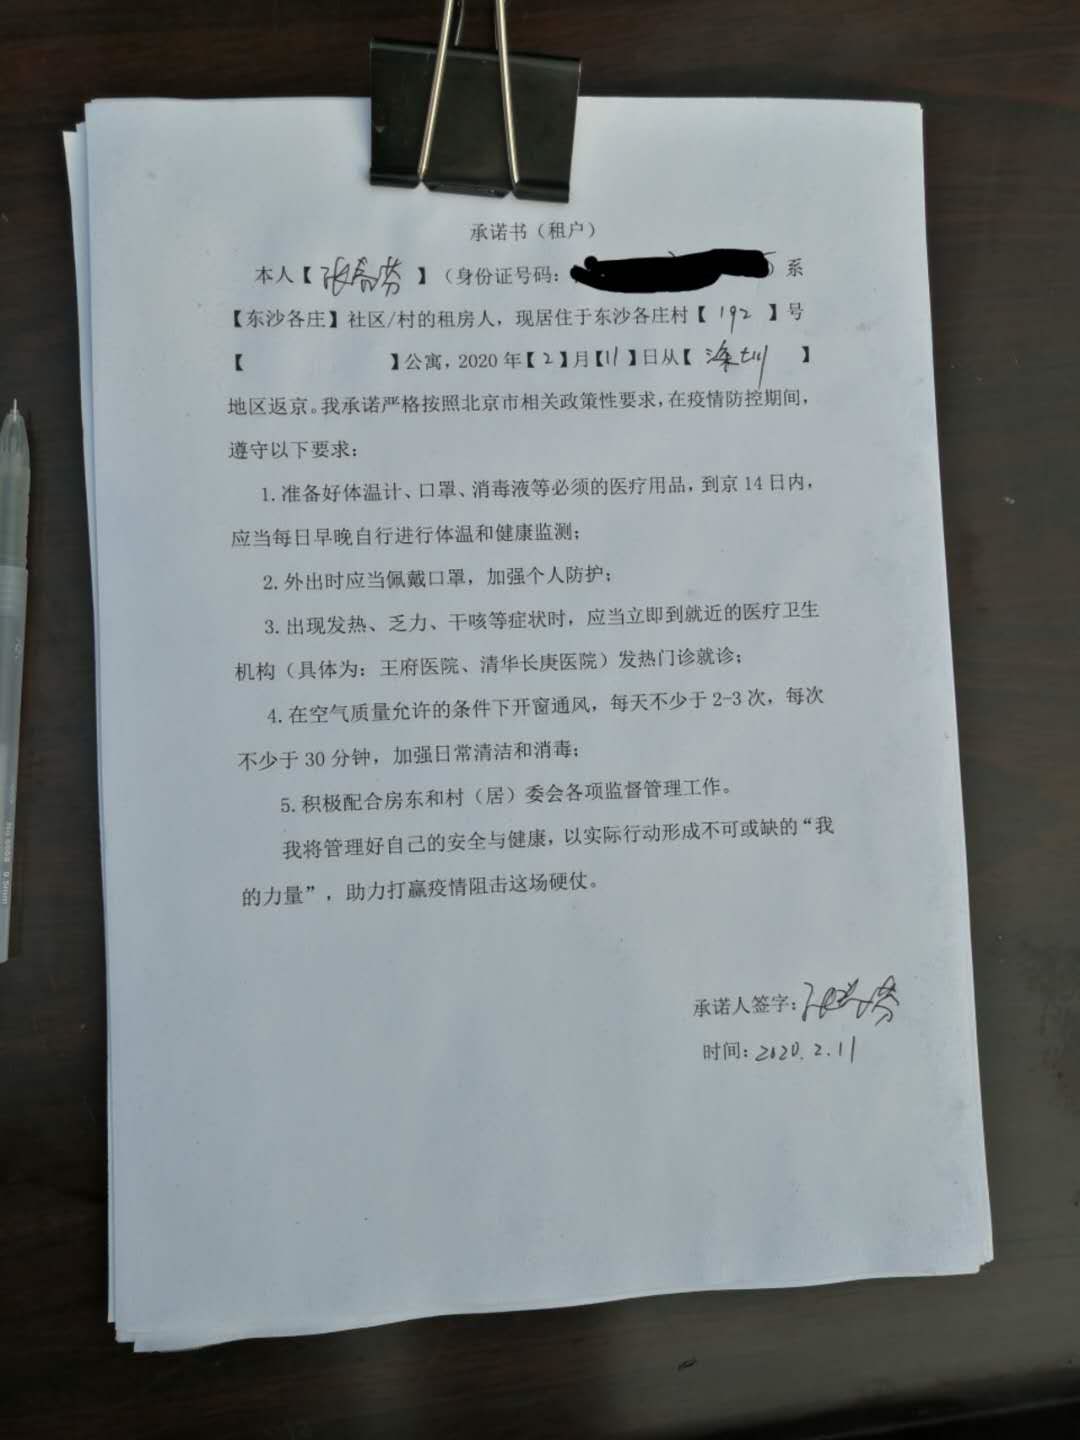 承诺书（租户）
本人【张春芬】（身份证号码：）系
【东沙各庄】社区/村的租房人，现居住于东沙各庄村【192】号
【 】公寓，2020年【2】月【11】日从【】
地区返京。我承诺严格按照北京市相关政策性要求，在疫情防控期间，
遵守以下要求：
1.准备好体温计、口罩、消毒液等必须的医疗用品，到京14日内，
应当每日早晚自行进行体温和健康监测；
2.外出时应当佩戴口罩，加强个人防护；
3.出现发热、乏力、干咳等症状时，应当立即到就近的医疗卫生
机构（具体为：王府医院、清华长庚医院）发热门诊就诊；
4.在空气质量允许的条件下开窗通风，每天不少于2-3次，每次
不少于30分钟，加强日常清洁和消毒；
5.积极配合房东和村（居）委会各项监督管理工作。
我将管理好自己的安全与健康，以实际行动形成不可或缺的“我
的力量”，助力打赢疫情阻击这场硬仗。
承诺人签字：张春芬
时间：2020.2.11